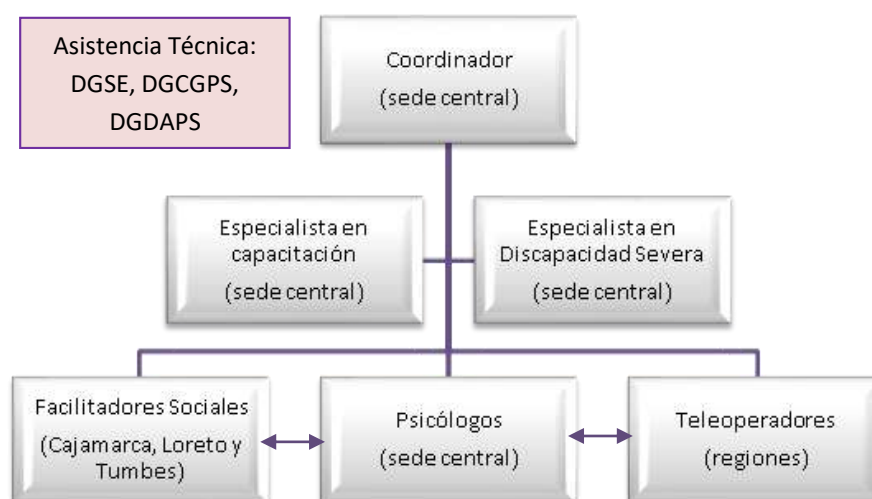 Asistencia Técnica:
DGSE, DGCGPS,
DGDAPS
Coordinador
(sede central)
Especialista en
capacitación
(sede central)
Especialista en
Discapacidad Severa
(sede central)
Facilitadores Sociales
(Cajamarca, Loreto y
Tumbes)
Psicólogos
(sede central)
Teleoperadores
(regiones)